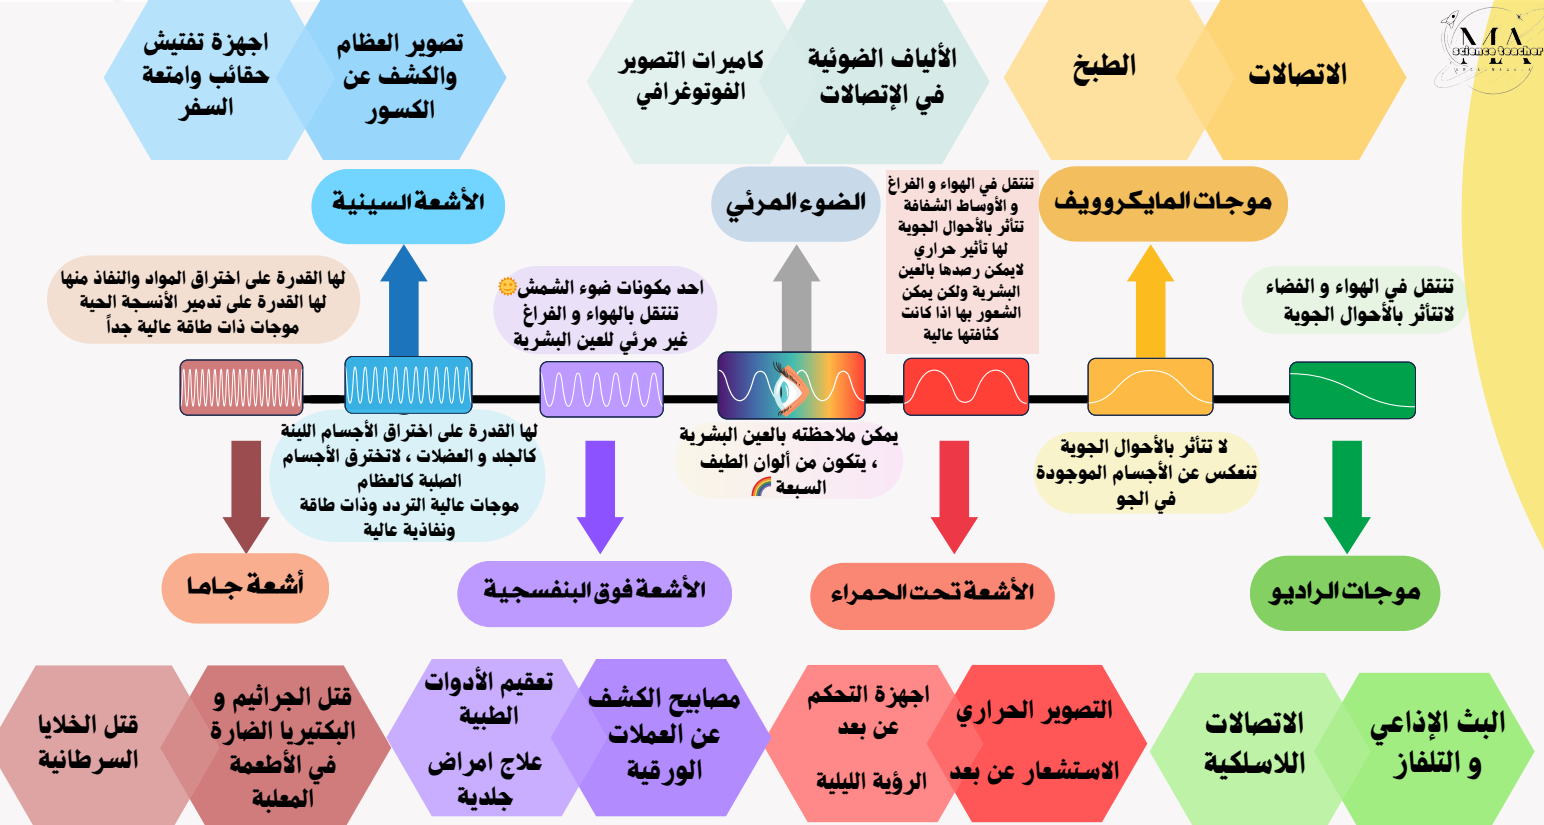 الاتصالات
الطبخ
الألياف الضوئية
في الإتصالات
كاميرات التصوير
الفوتوغرافي
تصوير العظام
والكشف عن
الكسور
اجهزة تفتيش
حقائب وامتعة
السفر
MLA
science teacher
موجات المايكروويف
تنتقل في الهواء و الفراغ
و الأوساط الشفافة
تتأثر بالأحوال الجوية
لها تأثير حراري
لايمكن رصدها بالعين
البشرية ولكن يمكن
الشعور بها اذا كانت
كثافتها عالية
الضوء المرئي
الأشعة السينية
تنتقل في الهواء و الفضاء
لاتتأثر بالأحوال الجوية
احد مكونات ضوء الشمش🌞
تنتقل بالهواء و الفراغ
غير مرئي للعين البشرية
لها القدرة على اختراق المواد والنفاذ منها
لها القدرة على تدمير الأنسجة الحية
موجات ذات طاقة عالية جداً
لا تتأثر بالأحوال الجوية
تنعكس عن الأجسام الموجودة
في الجو
يمكن ملاحظته بالعين البشرية
، يتكون من ألوان الطيف
السبعة 🌈
لها القدرة على اختراق الأجسام اللينة
كالجلد و العضلات ، لاتخترق الأجسام
الصلبة كالعظام
موجات عالية التردد وذات طاقة
ونفاذية عالية
موجات الراديو
الأشعة تحت الحمراء
الأشعة فوق البنفسجية
أشعة جاما
البث الإذاعي
و التلفاز
الاتصالات
اللاسلكية
التصوير الحراري
الاستشعار عن بعد
اجهزة التحكم
عن بعد
الرؤية الليلية
مصابيح الكشف
عن العملات
الورقية
تعقيم الأدوات
الطبية
علاج امراض
جلدية
قتل الجراثيم و
البكتيريا الضارة
في الأطعمة
المعلبة
قتل الخلايا
السرطانية